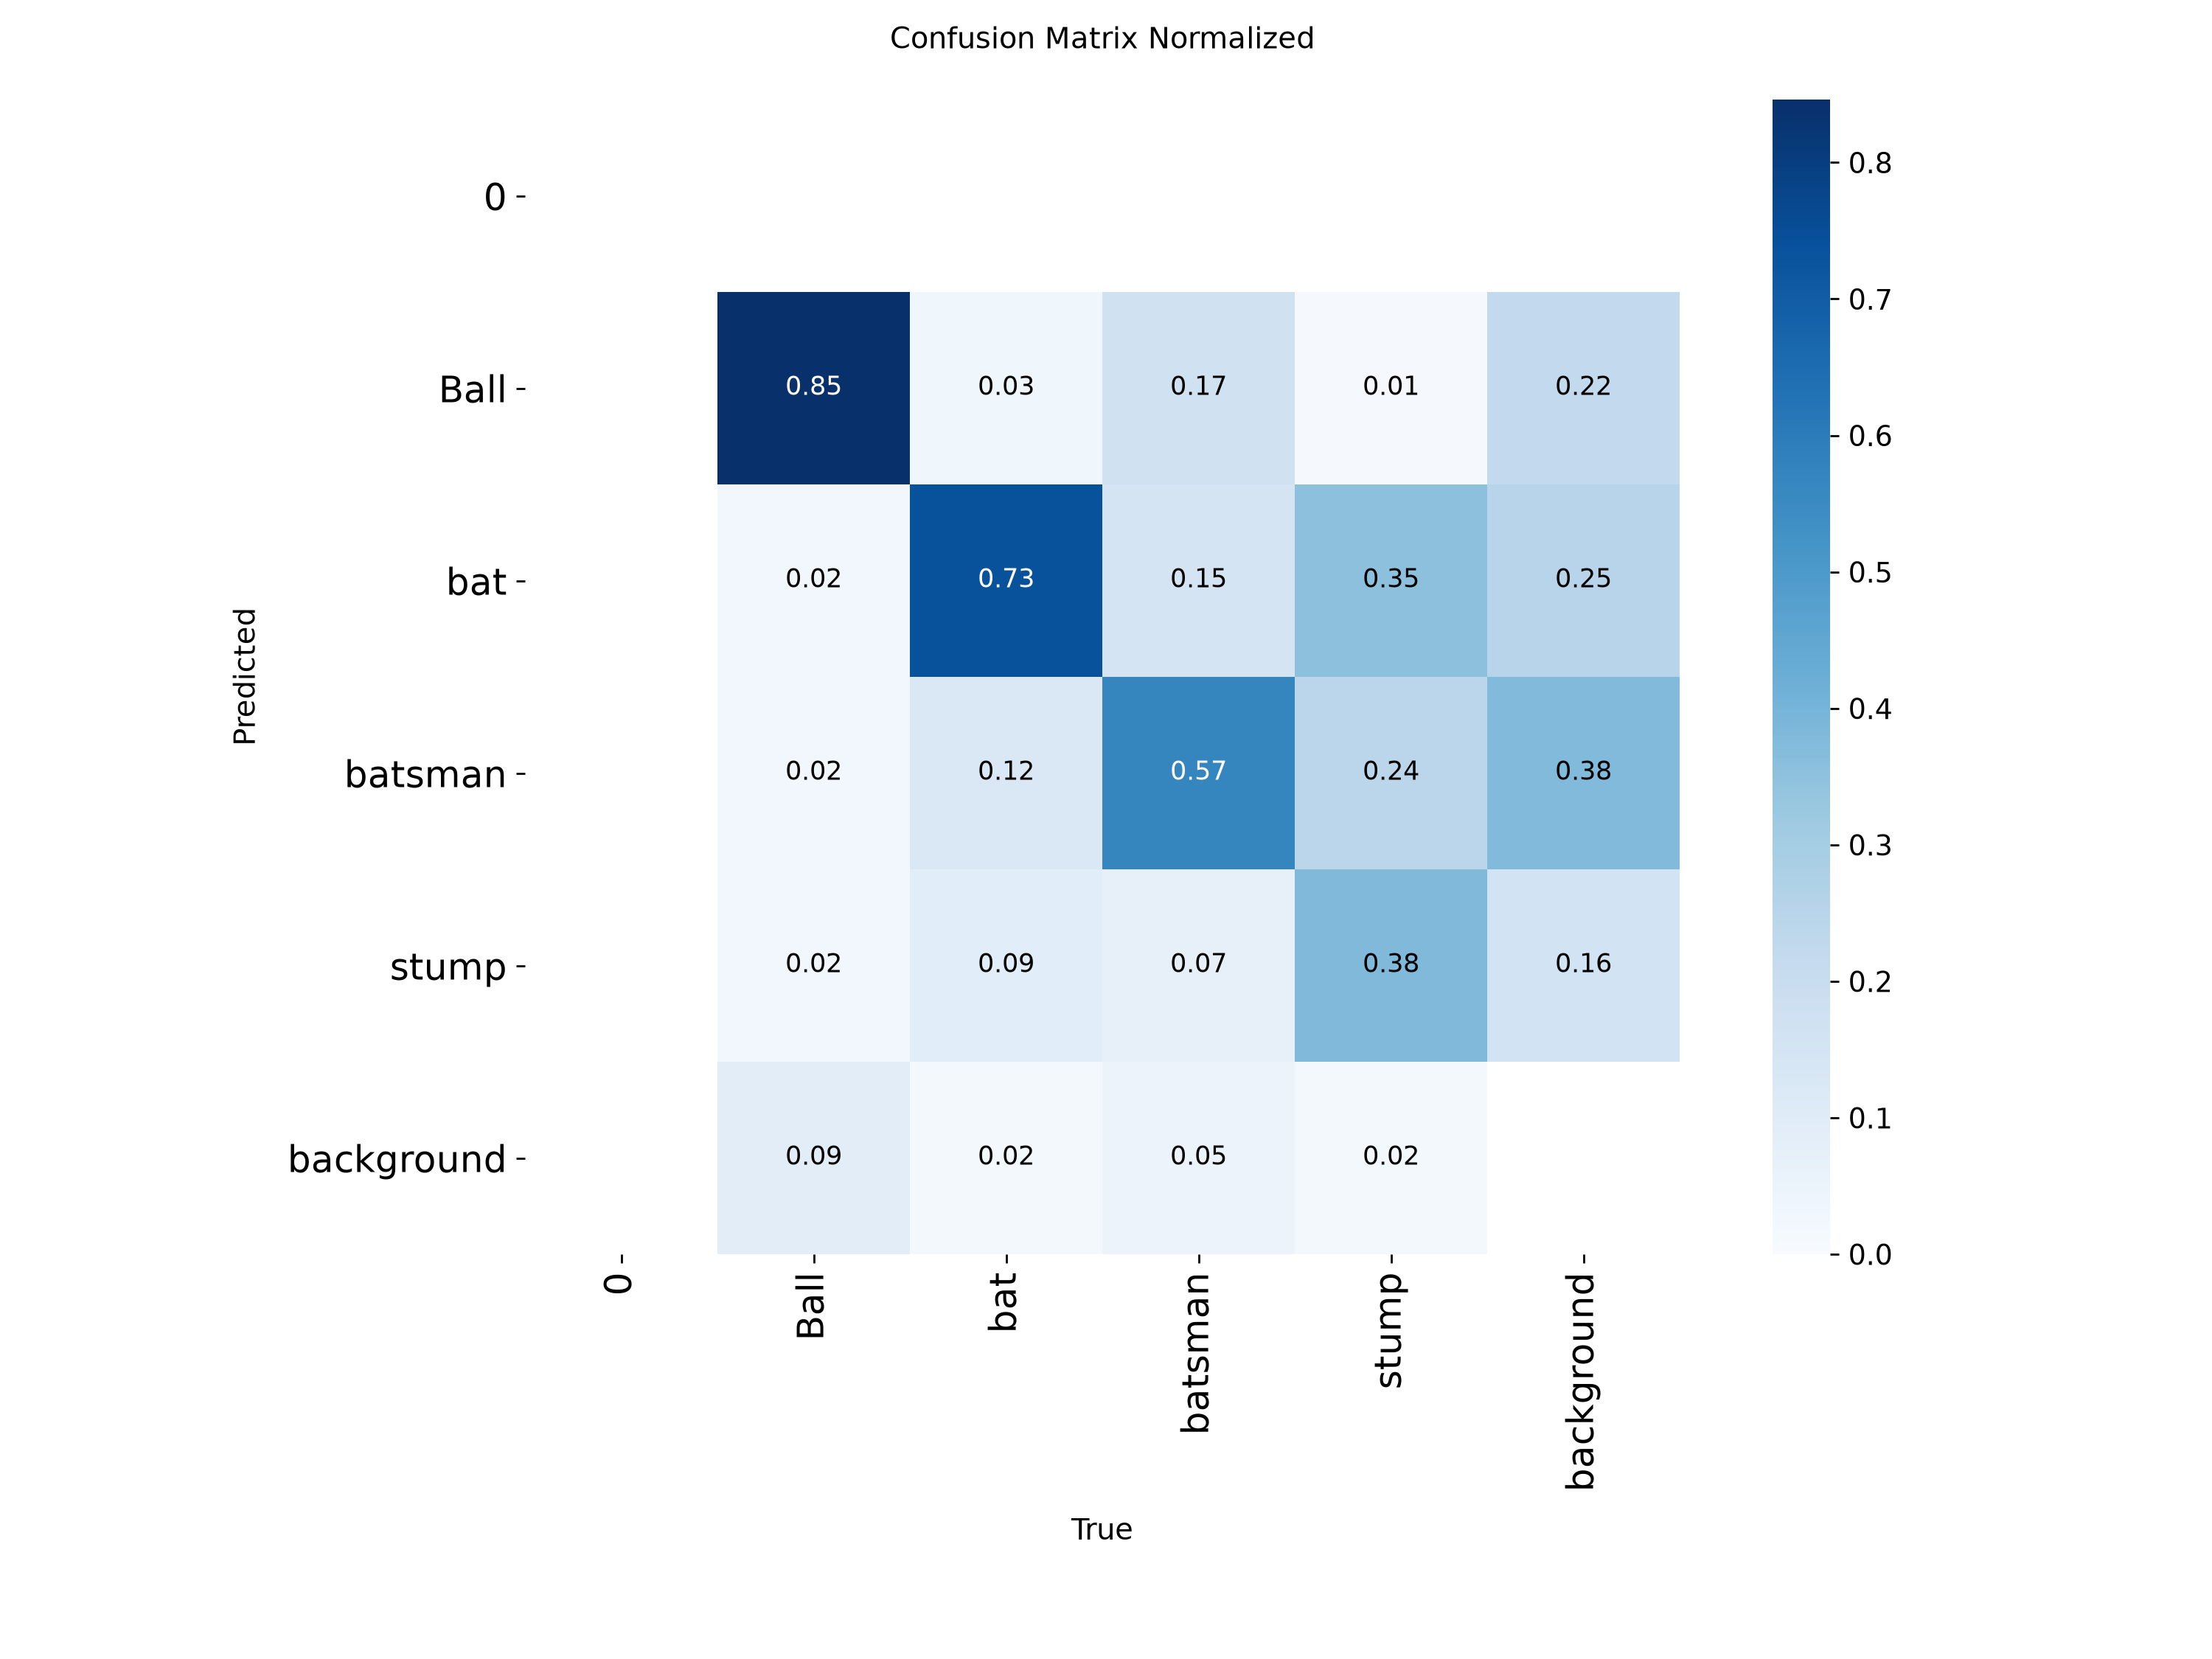 Confusion Matrix Normalized
0
Ball
0.85 0.03 0.17 0.01 0.22
bat
0.02 0.73 0.15 0.35 0.25
batsman
0.02 0.12 0.57 0.24 0.38
stump
0.02 0.09 0.07 0.38 0.16
background
0.09 0.02 0.05 0.02
Predicted
0
Ball
bat
batsman
stump
background
True
0.8
0.7
0.6
0.5
0.4
0.3
0.2
0.1
0.0